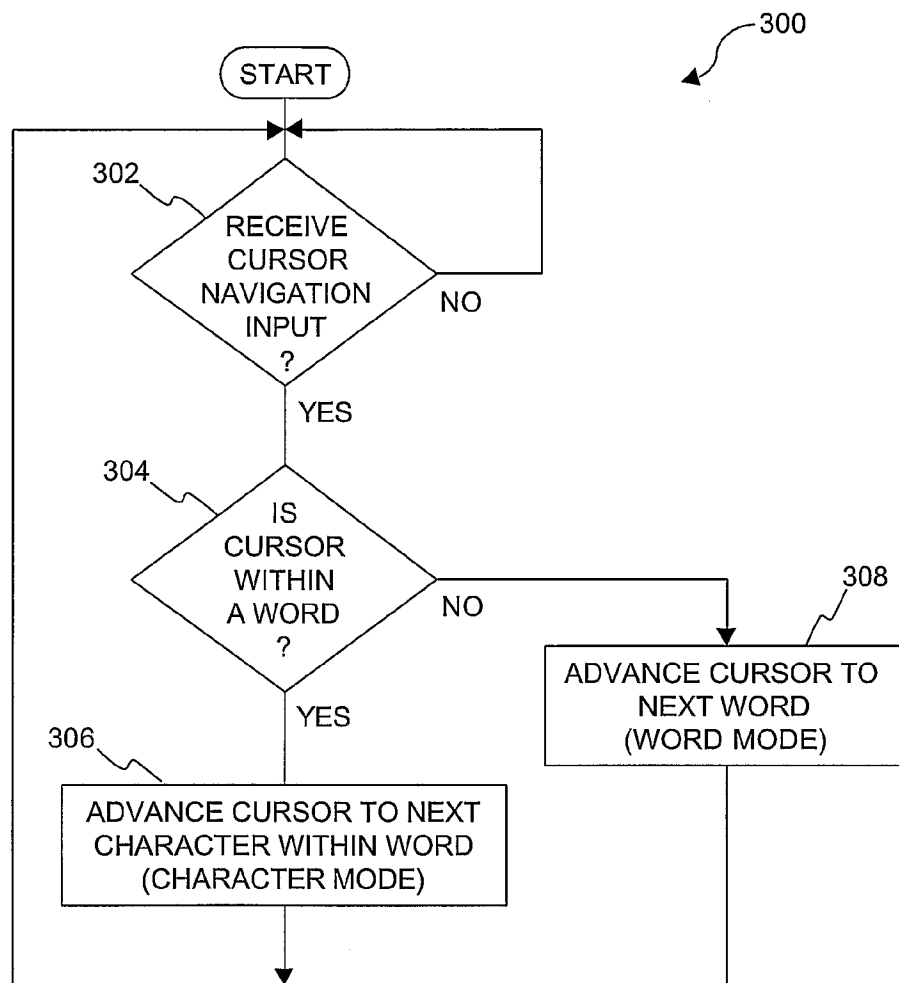 300
START
302
RECEIVE
CURSOR
NAVIGATION
INPUT
?
NO
YES
304
IS
CURSOR
WITHIN
A WORD
?
NO
308
ADVANCE CURSOR TO
NEXT WORD
(WORD MODE)
YES
306
ADVANCE CURSOR TO NEXT
CHARACTER WITHIN WORD
(CHARACTER MODE)